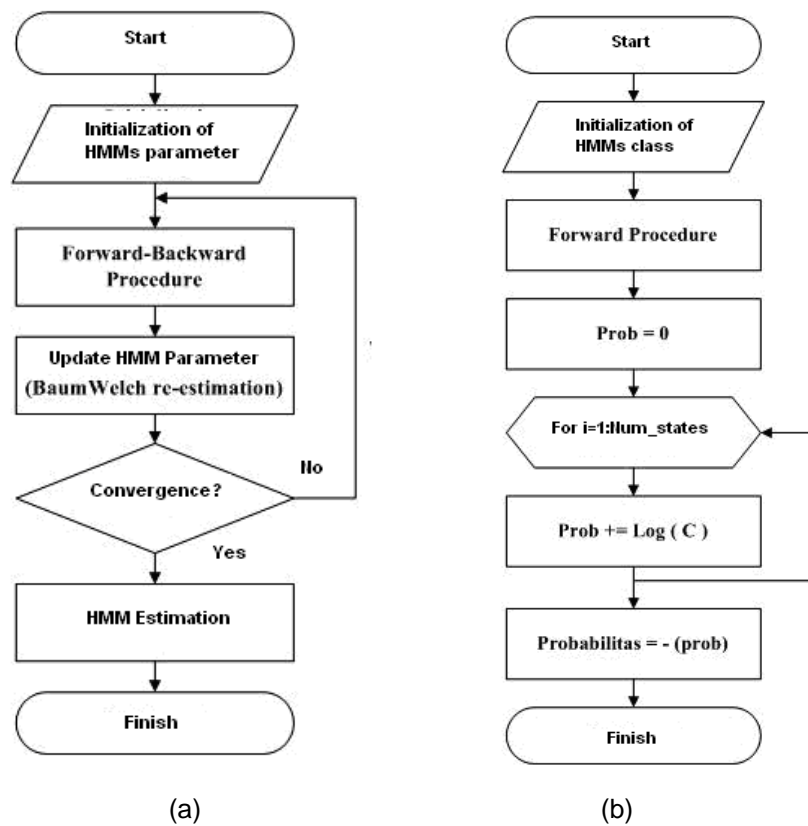 Start
Initialization of
HMMs parameter
Forward-Backward
Procedure
Update HMM Parameter
(BaumWelch re-estimation)
Convergence?
No
Yes
HMM Estimation
Finish
(a)
Start
Initialization of
HMMs class
Forward Procedure
Prob = 0
For i=1:Num_states
Prob += Log ( C )
Probabilitas = - (prob)
Finish
(b)